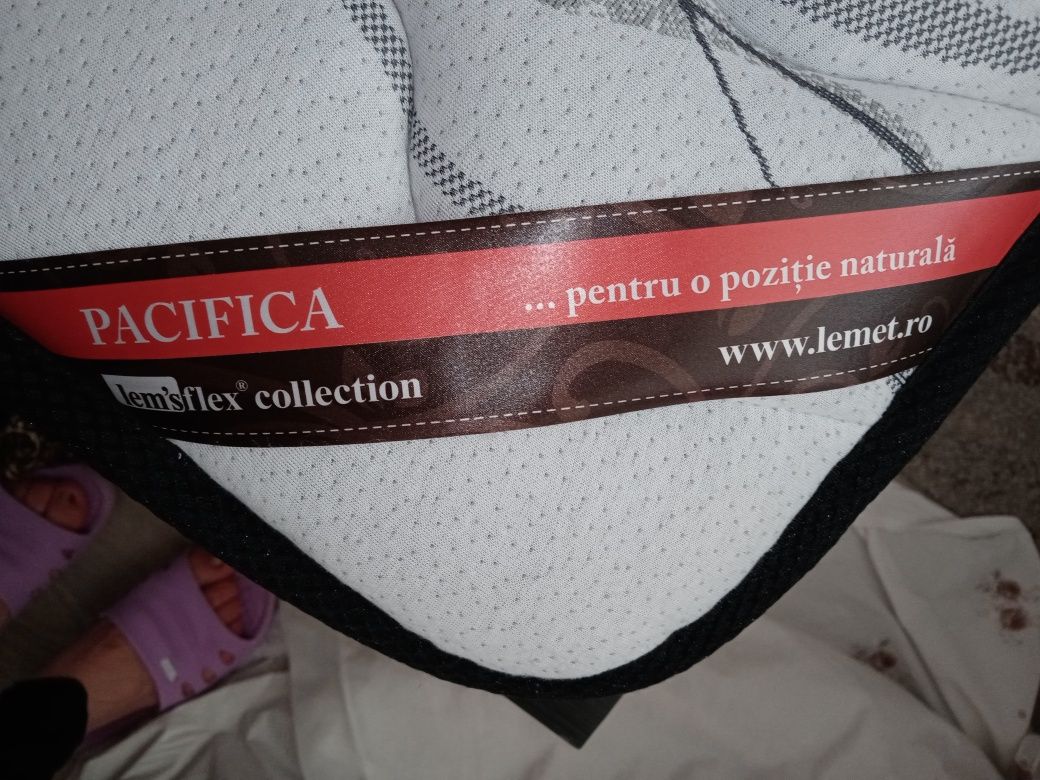 PACIFICA ... pentru o poziție naturală
lem'sflex® collection www.lemet.ro